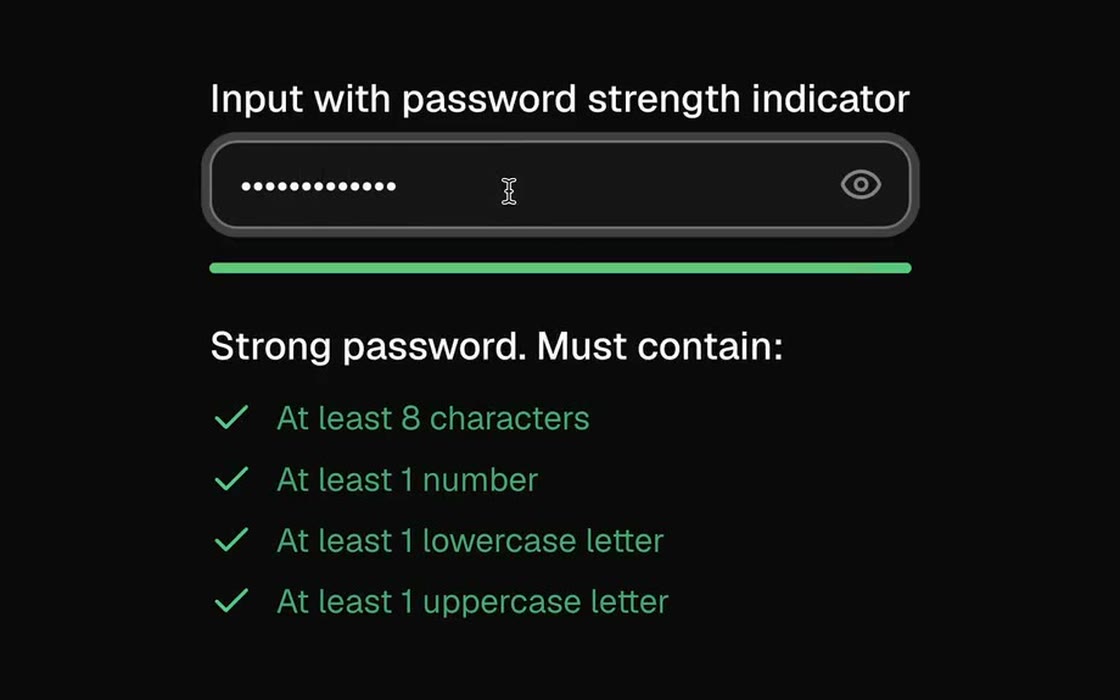 Input with password strength indicator
•••••••••••••
Strong password. Must contain:
At least 8 characters
At least 1 number
At least 1 lowercase letter
At least 1 uppercase letter